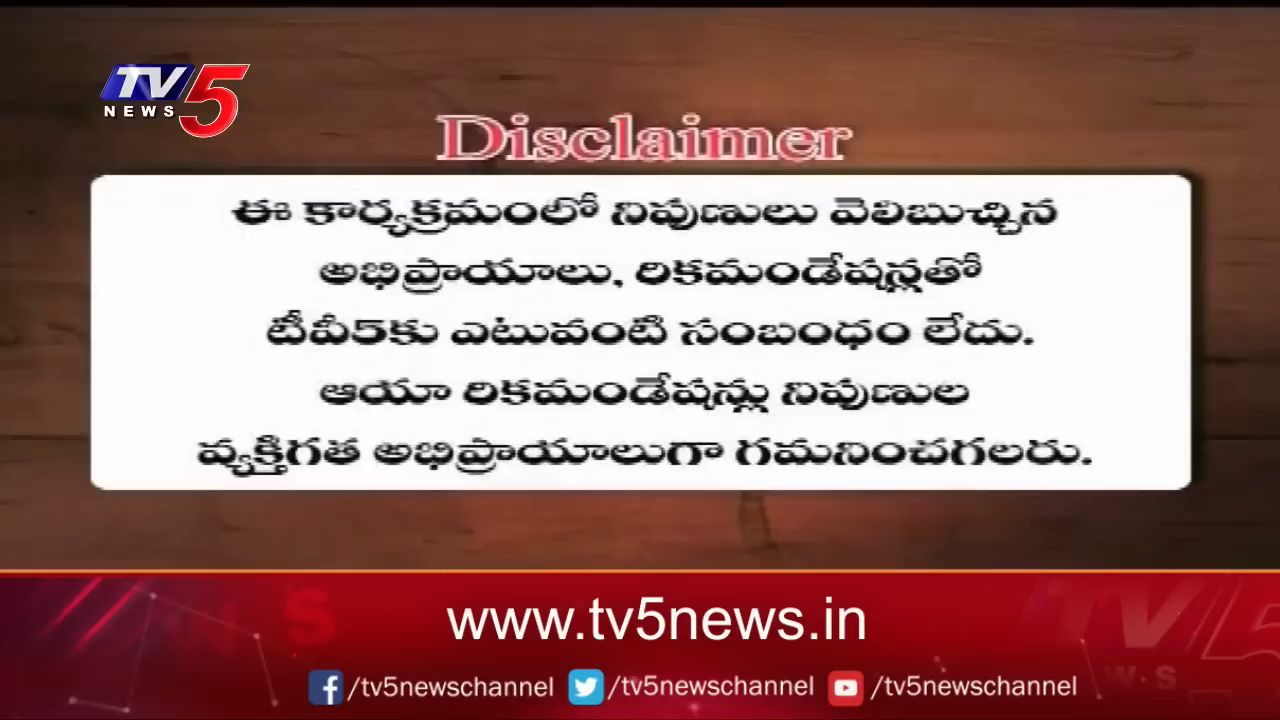 TV5
NEWS
Disclaimer
ఈ కార్యక్రమంలో నిపుణులు వెలిబుచ్చిన
అభిప్రాయాలు, రికమండేషన్లతో
టీవీ5కు ఎటువంటి సంబంధం లేదు.
ఆయా రికమండేషన్లు నిపుణుల
వ్యక్తిగత అభిప్రాయాలుగా గమనించగలరు.
www.tv5news.in
/tv5newschannel /tv5newschannel /tv5newschannel